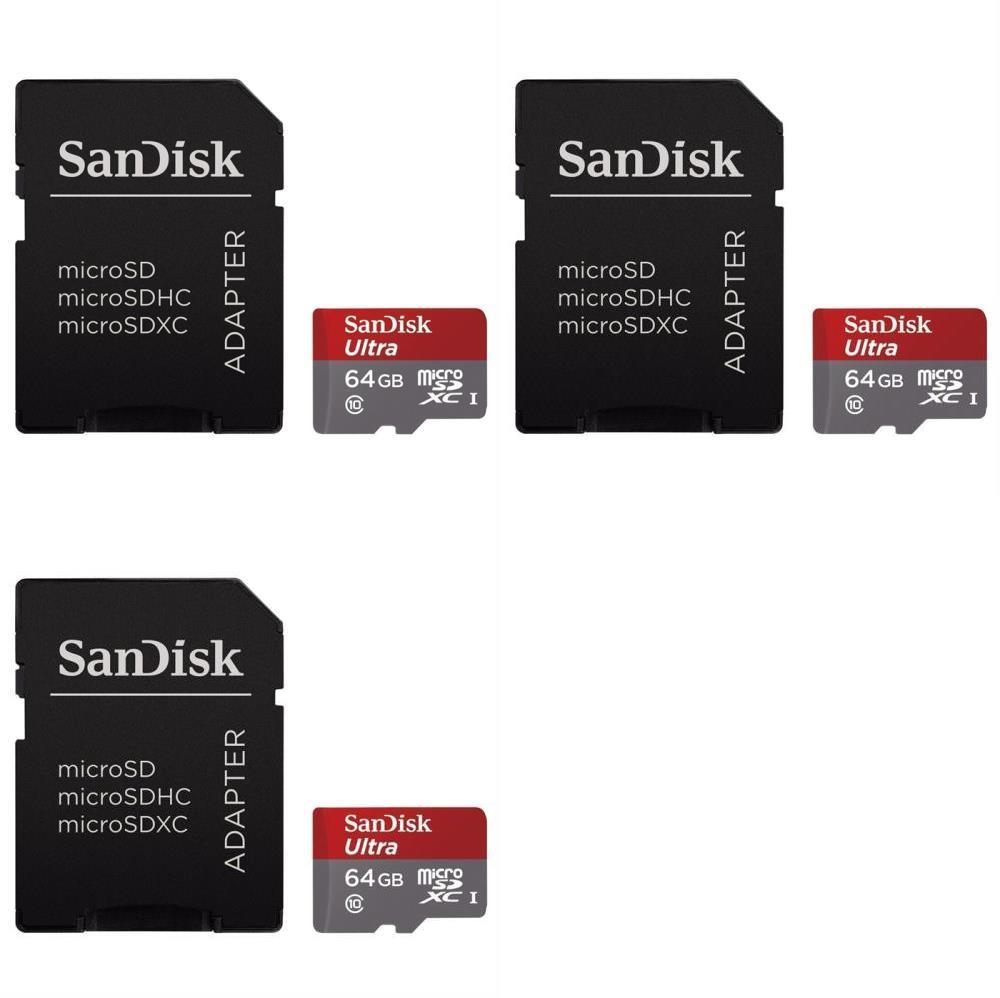 SanDisk
microSD
microSDHC
microSDXC
ADAPTER
SanDisk
Ultra
64GB
micro
SD
XC I
10
SanDisk
microSD
microSDHC
microSDXC
ADAPTER
SanDisk
Ultra
64GB
micro
SD
XC I
10
SanDisk
microSD
microSDHC
microSDXC
ADAPTER
SanDisk
Ultra
64GB
micro
SD
XC I
10